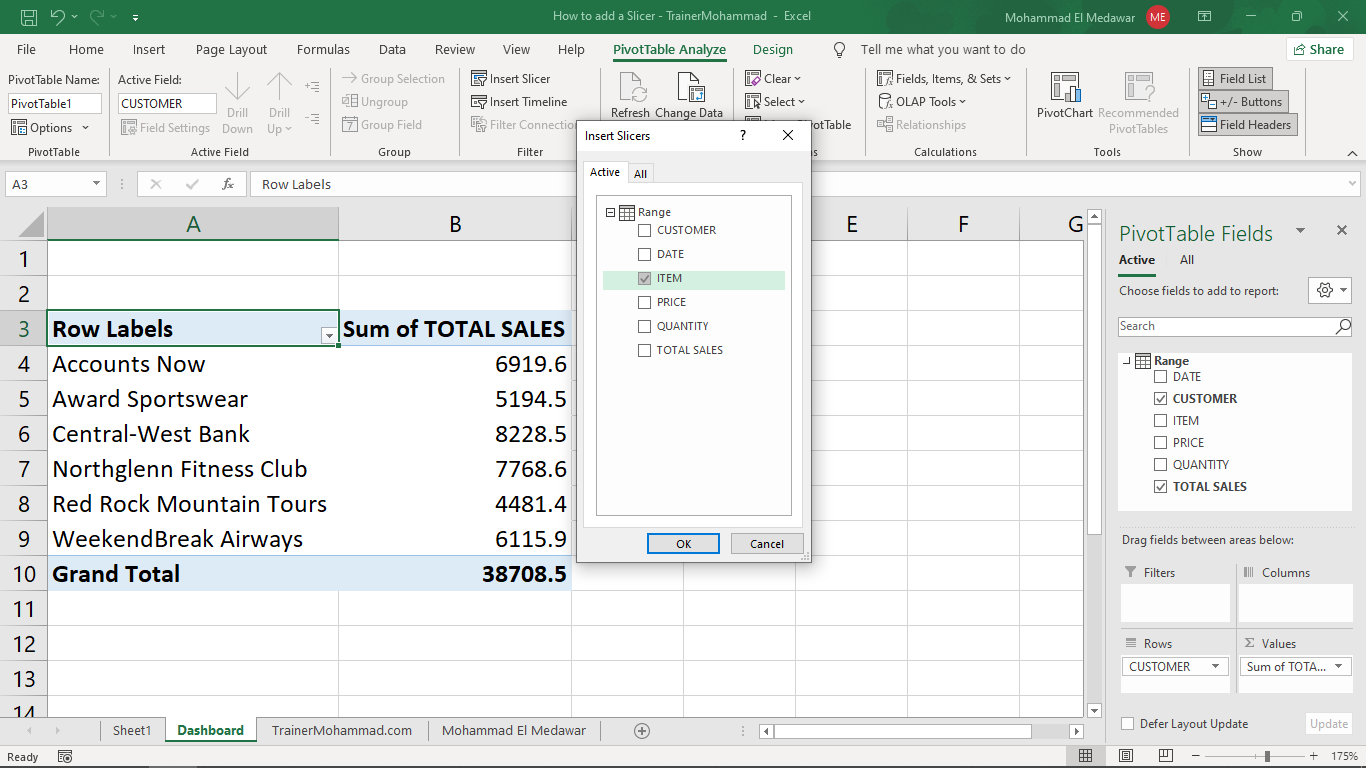 How to add a Slicer - TrainerMohammad - Excel
Mohammad El Medawar
ME
File Home Insert Page Layout Formulas Data Review View Help PivotTable Analyze Design Tell me what you want to do Share
PivotTable Name:
PivotTable1
Options
PivotTable
Active Field:
CUSTOMER
Field Settings
Drill Down
Drill Up
Active Field
Group Selection
Ungroup
Group Field
Group
Insert Slicer
Insert Timeline
Filter Connection
Filter
Refresh
Change Data
Clear
Select
PivotTable
Fields, Items, & Sets
OLAP Tools
Relationships
Calculations
PivotChart
Recommended PivotTables
Tools
Field List
+/- Buttons
Field Headers
Show
A3
fx
Row Labels
A B E F G
1
2
3 Row Labels Sum of TOTAL SALES
4 Accounts Now 6919.6
5 Award Sportswear 5194.5
6 Central-West Bank 8228.5
7 Northglenn Fitness Club 7768.6
8 Red Rock Mountain Tours 4481.4
9 WeekendBreak Airways 6115.9
10 Grand Total 38708.5
11
12
13
14
Insert Slicers ?
Active All
Range
CUSTOMER
DATE
ITEM
PRICE
QUANTITY
TOTAL SALES
OK Cancel
PivotTable Fields
Active All
Choose fields to add to report:
Search
Range
DATE
CUSTOMER
ITEM
PRICE
QUANTITY
TOTAL SALES
Drag fields between areas below:
Filters Columns
Rows Σ Values
CUSTOMER Sum of TOTA...
Defer Layout Update Update
Sheet1 Dashboard TrainerMohammad.com Mohammad El Medawar
Ready
175%